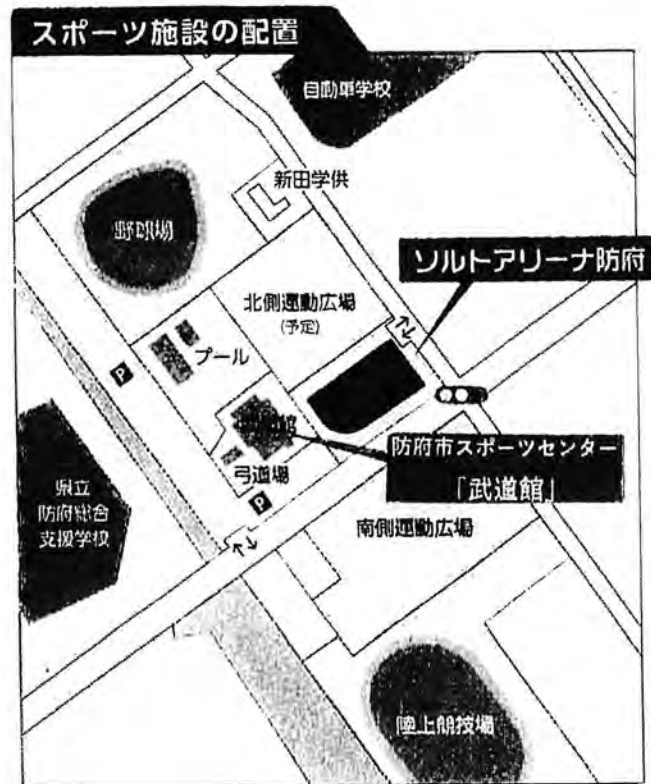 スポーツ施設の配置
自動車学校
新田学供
野球場
ソルトアリーナ防府
北側運動広場
(予定)
プール
P
防府市スポーツセンター
「武道館」
弓道場
P
県立
防府総合
支援学校
南側運動広場
陸上競技場